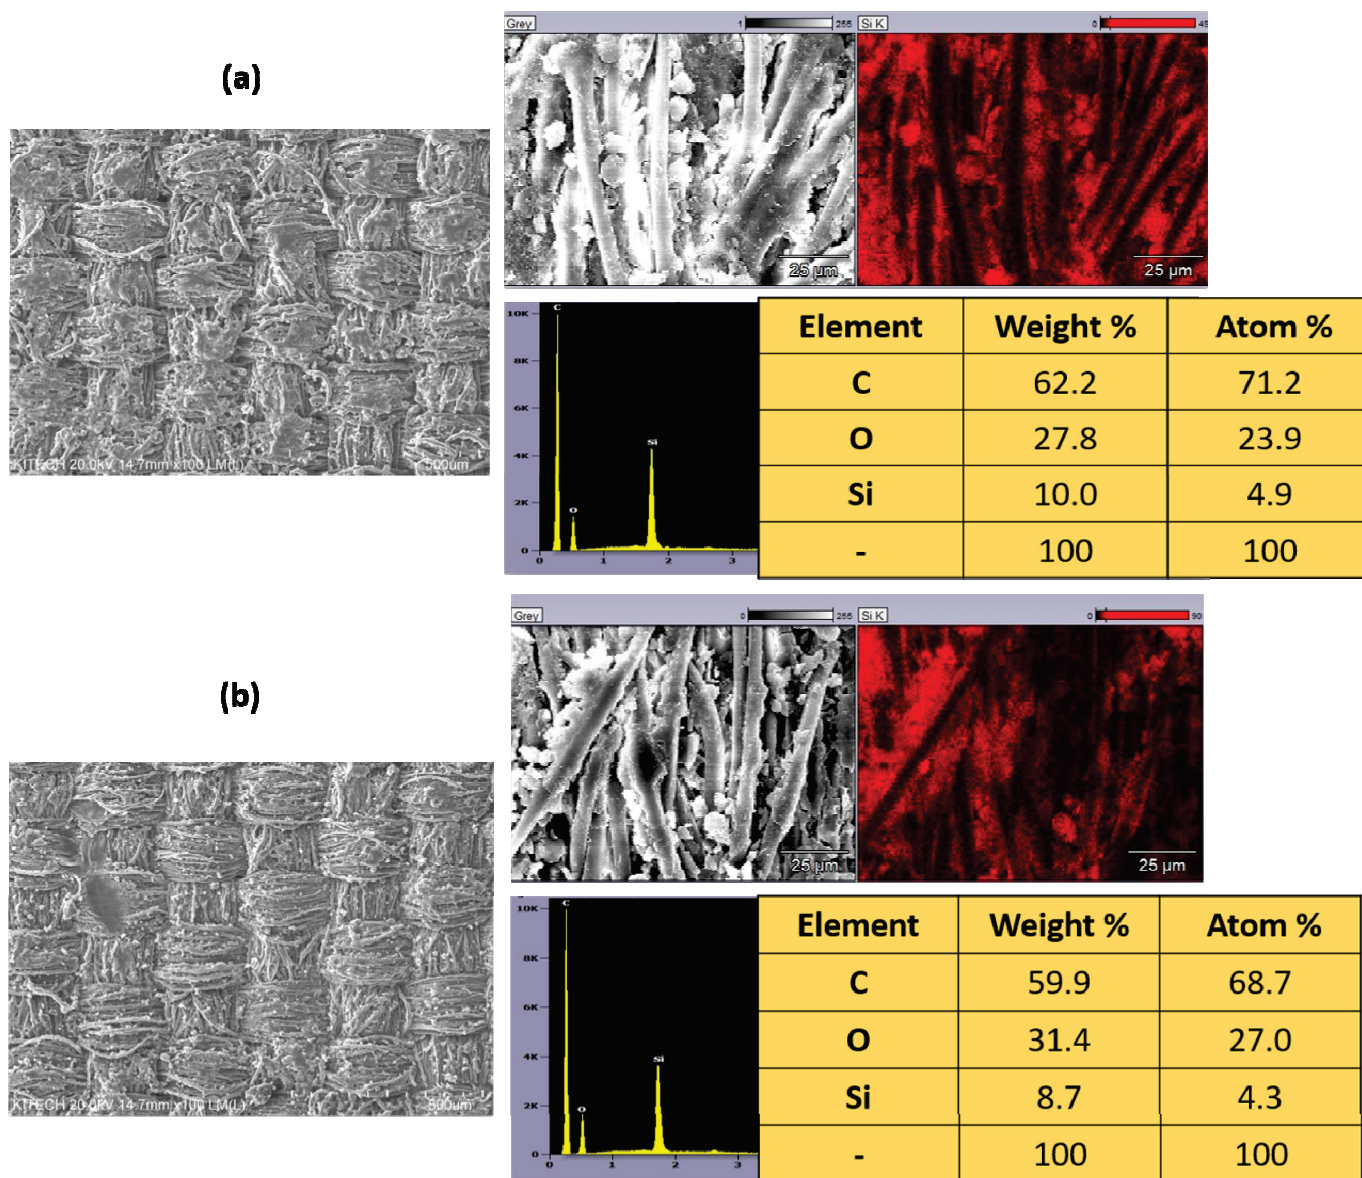 (a)
KITECH 20.0kV 14.7mm x100 LM(L) 500um
Grey 1 255 Si K 0 49
25 µm 25 µm
C
10K
8K
6K
Si
4K
2K
O
0
0 1 2 3
Element Weight % Atom %
C 62.2 71.2
O 27.8 23.9
Si 10.0 4.9
- 100 100
(b)
KITECH 20.0kV 14.7mm x100 LM(L) 500um
Grey 0 255 Si K 0 90
25 µm 25 µm
C
10K
8K
6K
4K
Si
2K
O
0
0 1 2 3
Element Weight % Atom %
C 59.9 68.7
O 31.4 27.0
Si 8.7 4.3
- 100 100